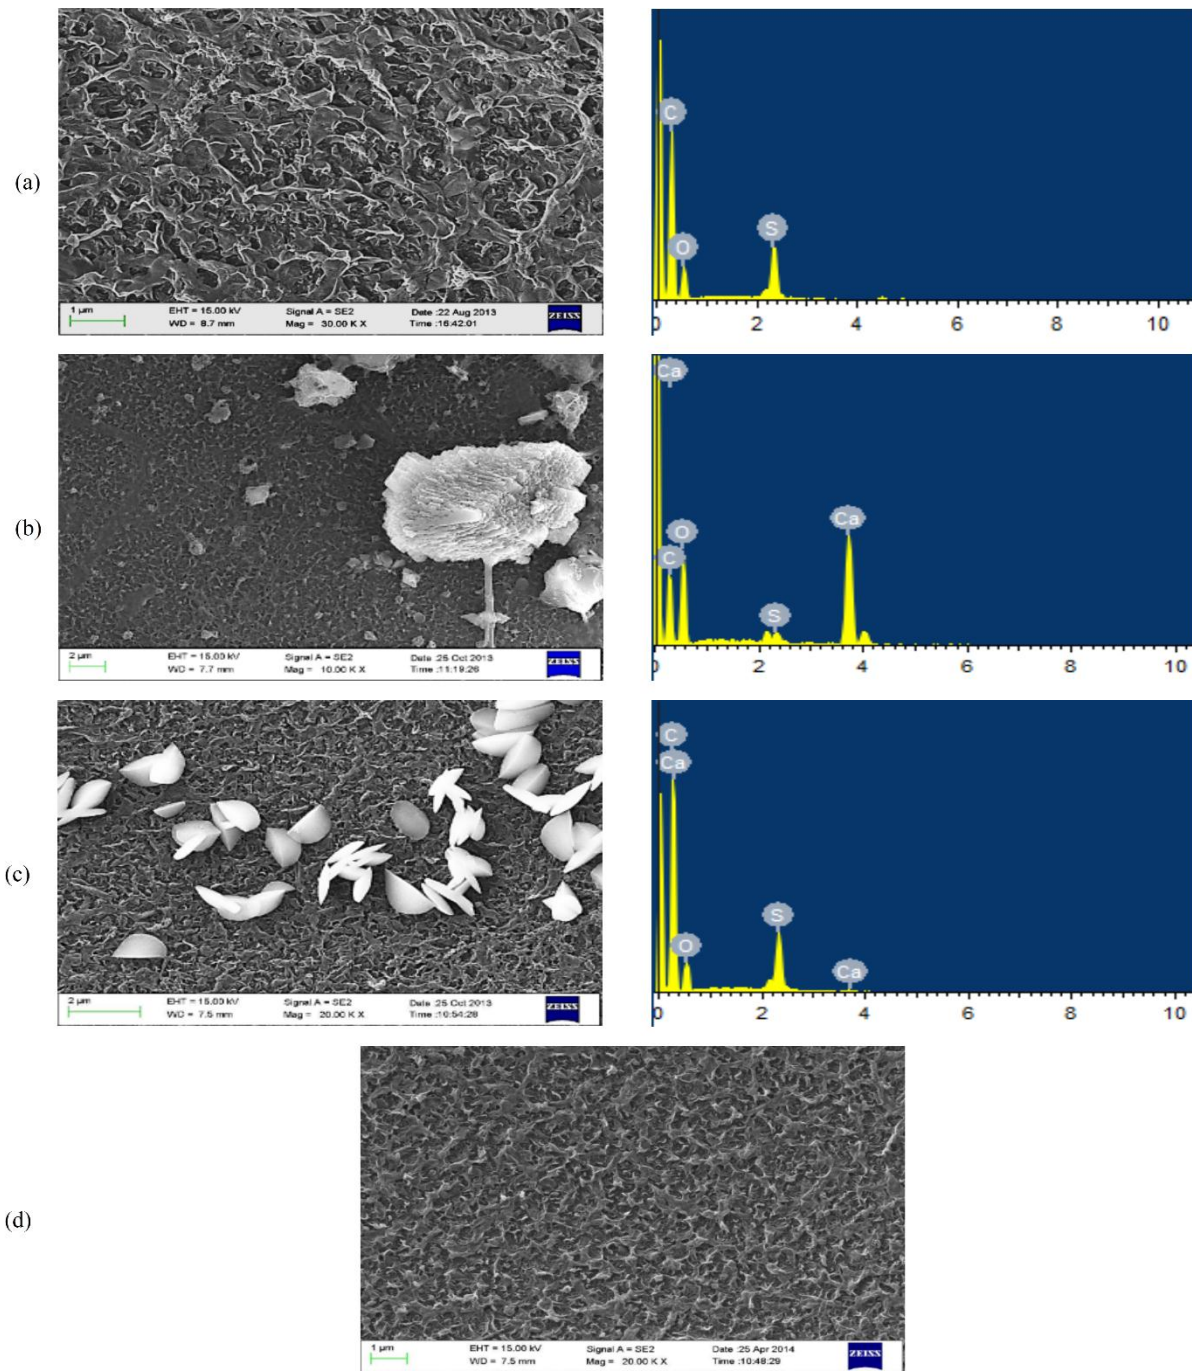 (a)
1 µm
EHT = 15.00 kV
WD = 8.7 mm
Signal A = SE2
Mag = 30.00 K X
Date :22 Aug 2013
Time :16:42:01
ZEISS
C
O
S
0 2 4 6 8 10
(b)
2 µm
EHT = 15.00 kV
WD = 7.7 mm
Signal A = SE2
Mag = 10.00 K X
Date :25 Oct 2013
Time :11:19:26
ZEISS
Ca
O
C
S
Ca
0 2 4 6 8 10
(c)
2 µm
EHT = 15.00 kV
WD = 7.5 mm
Signal A = SE2
Mag = 20.00 K X
Date :25 Oct 2013
Time :10:54:28
ZEISS
C
Ca
O
S
Ca
0 2 4 6 8 10
(d)
1 µm
EHT = 15.00 kV
WD = 7.5 mm
Signal A = SE2
Mag = 20.00 K X
Date :25 Apr 2014
Time :10:48:29
ZEISS